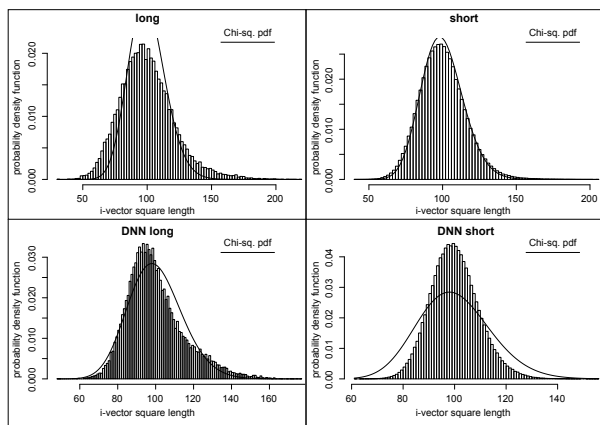 long
Chi-sq. pdf
probability density function
0.000
0.010
0.020
50
100
150
200
i-vector square length
short
Chi-sq. pdf
probability density function
0.000
0.010
0.020
50
100
150
200
i-vector square length
DNN long
Chi-sq. pdf
probability density function
0.000
0.010
0.020
0.030
60
80
100
120
140
160
i-vector square length
DNN short
Chi-sq. pdf
probability density function
0.00
0.01
0.02
0.03
0.04
60
80
100
120
140
i-vector square length